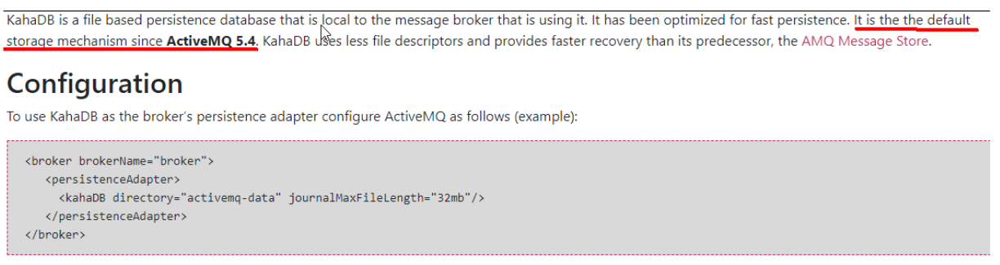 KahaDB is a file based persistence database that is local to the message broker that is using it. It has been optimized for fast persistence. It is the the default
storage mechanism since ActiveMQ 5.4. KahaDB uses less file descriptors and provides faster recovery than its predecessor, the AMQ Message Store.
Configuration
To use KahaDB as the broker's persistence adapter configure ActiveMQ as follows (example):
<broker brokerName="broker">
   <persistenceAdapter>
     <kahaDB directory="activemq-data" journalMaxFileLength="32mb"/>
   </persistenceAdapter>
</broker>